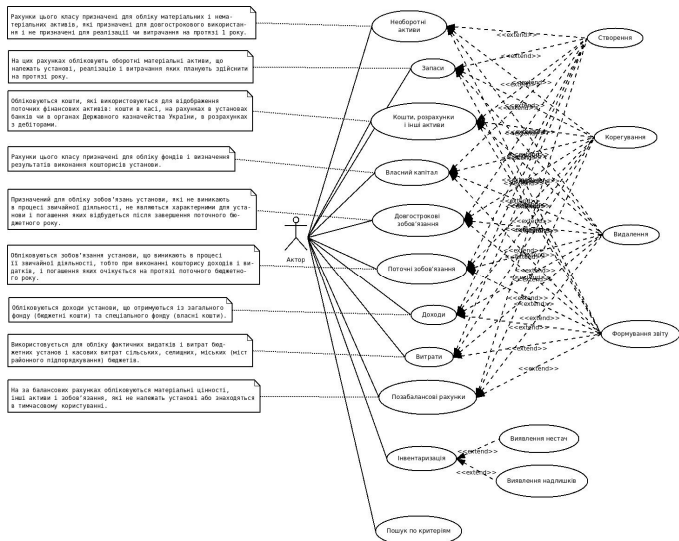 Рахунки цього класу призначені для обліку матеріальних і нема-
теріальних активів, які призначені для довгострокового використан-
ня і не призначені для реалізації чи витрачання на протязі 1 року.
На цих рахунках обліковують оборотні матеріальні активи, що
належать установі, реалізацію і витрачання яких планують здійснити
на протязі року.
Обліковуються кошти, які використовуються для відображення
поточних фінансових активів: кошти в касі, на рахунках в установах
банків чи в органах Державного казначейства України, в розрахунках
з дебіторами.
Рахунки цього класу призначені для обліку фондів і визначення
результатів виконання кошторисів установи.
Призначений для обліку зобов'язань установи, які не виникають
в процесі звичайної діяльності, не являються характерними для уста-
нови і погашення яких відбудеться після завершення поточного бю-
джетного року.
Обліковуються зобов'язання установи, що виникають в процесі
її звичайної діяльності, тобто при виконанні кошторису доходів і ви-
датків, і погашення яких очікується на протязі поточного бюджетно-
го року.
Обліковуються доходи установи, що отримуються із загального
фонду (бюджетні кошти) та спеціального фонду (власні кошти).
Використовується для обліку фактичних видатків і витрат бюд-
жетних установ і касових витрат сільських, селищних, міських (міст
районного підпорядкування) бюджетів.
На за балансових рахунках обліковуються матеріальні цінності,
інші активи і зобов'язання, які не належать установі або знаходяться
в тимчасовому користуванні.
Актор
Необоротні
активи
Запаси
Кошти, розрахунки
і інші активи
Власний капітал
Довгострокові
зобов'язання
Поточні зобов'язання
Доходи
Витрати
Позабалансові рахунки
Інвентаризація
Пошук по критеріям
<<extend>>
<<extend>>
<<extend>>
<<extend>>
<<extend>>
<<extend>>
Створення
Корегування
Видалення
Формування звіту
Виявлення нестач
Виявлення надлишків